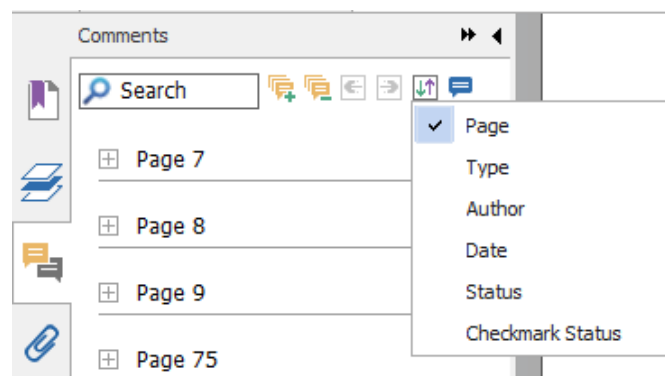 Comments
Search
Page 7
Page 8
Page 9
Page 75
Page
Type
Author
Date
Status
Checkmark Status